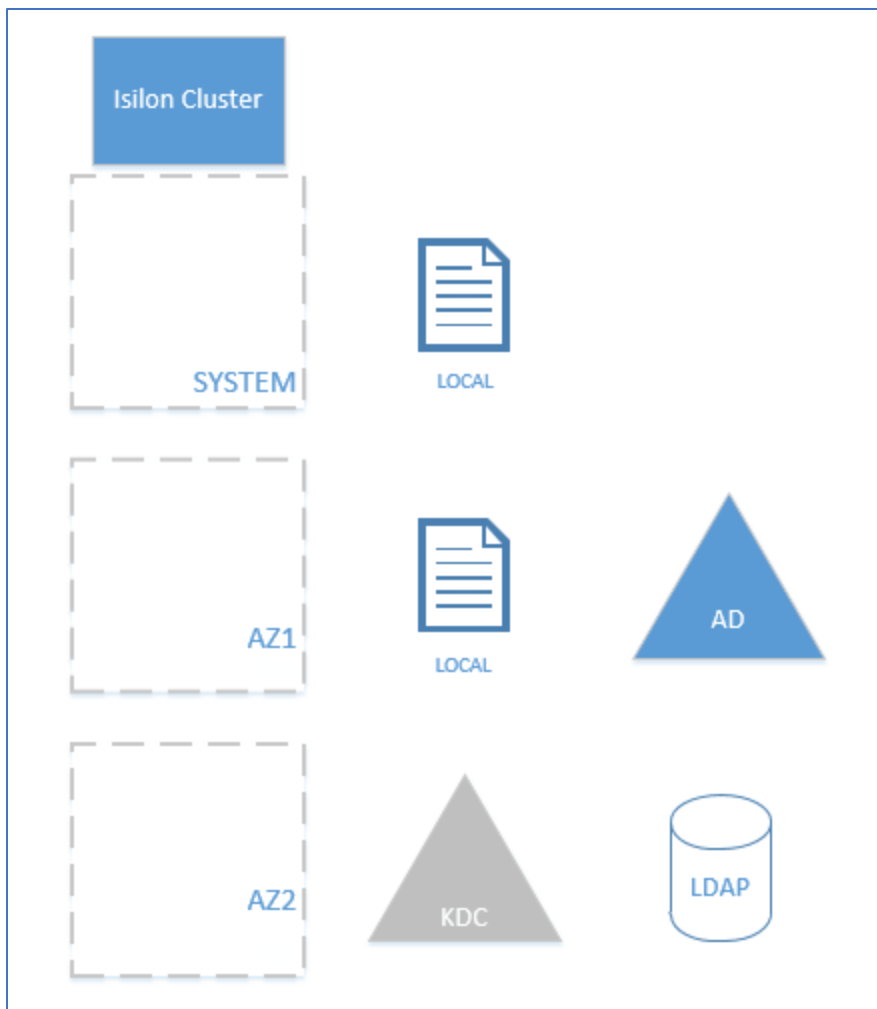 Isilon Cluster
SYSTEM
LOCAL
AZ1
LOCAL
AD
AZ2
KDC
LDAP